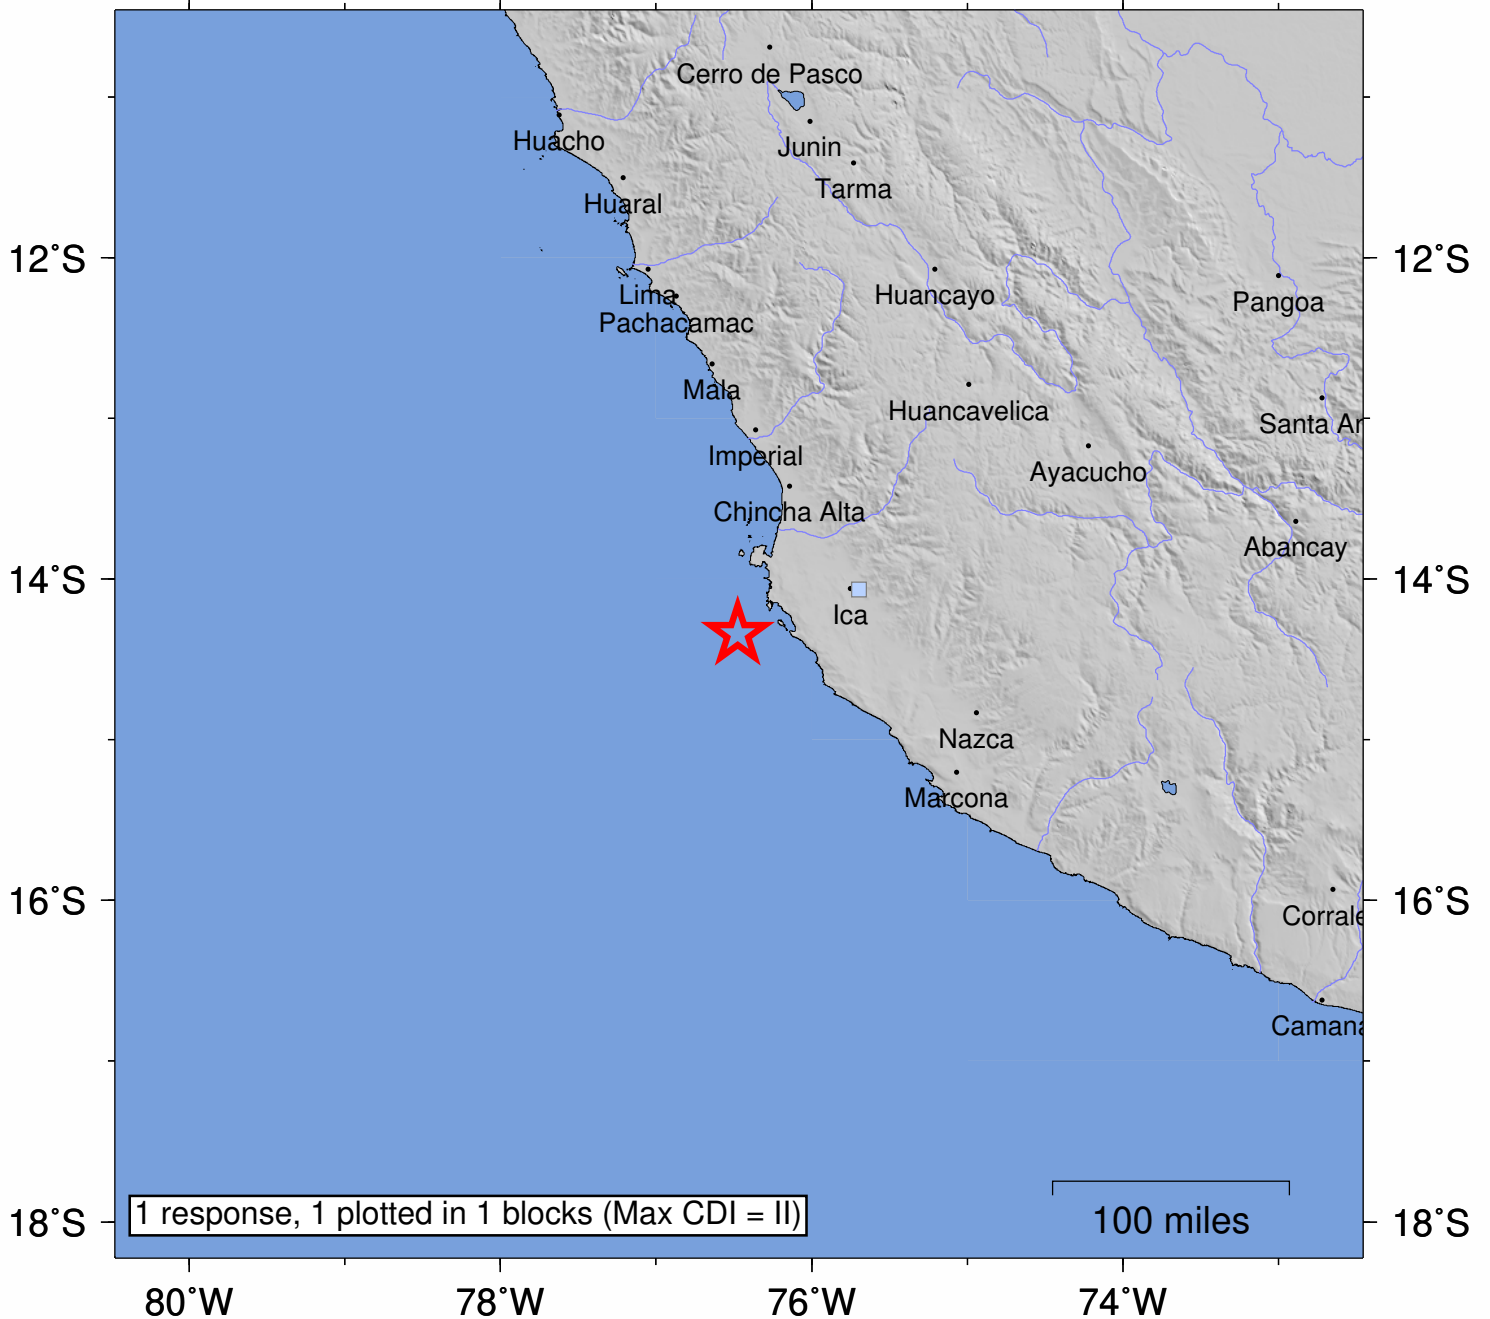 Cerro de Pasco
Huacho
Junin
Tarma
Huaral
12°S
12°S
Lima
Huancayo
Pangoa
Pachacamac
Mala
Huancavelica
Santa Ar
Imperial
Ayacucho
Chincha Alta
Abancay
14°S
14°S
Ica
Nazca
Marcona
16°S
16°S
Corrale
Camana
1 response, 1 plotted in 1 blocks (Max CDI = II)
100 miles
18°S
18°S
80°W
78°W
76°W
74°W